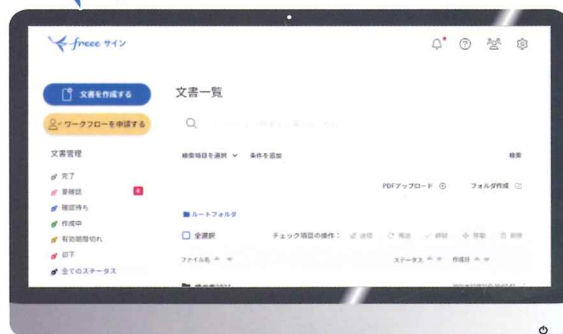 freee サイン
文書を作成する
ワークフローを申請する
文書管理
完了
要確認
確認待ち
作成中
有効期限切れ
却下
全てのステータス
文書一覧
検索項目を選択 条件を追加 検索
PDFアップロード フォルダ作成
ルートフォルダ
全選択 チェック項目の操作： 送信 移動 削除
ファイル名 ステータス 作成日